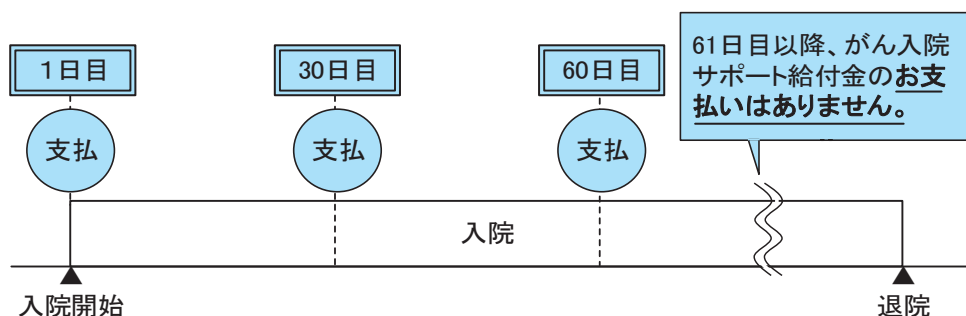 1日目
30日目
60日目
61日目以降、がん入院
サポート給付金のお支
払いはありません。
支払
支払
支払
入院
入院開始
退院